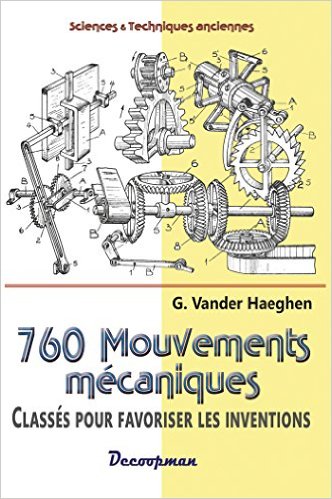 Sciences & Techniques anciennes
G. Vander Haeghen
760 Mouvements
mécaniques
CLASSÉS POUR FAVORISER LES INVENTIONS
Decoopman